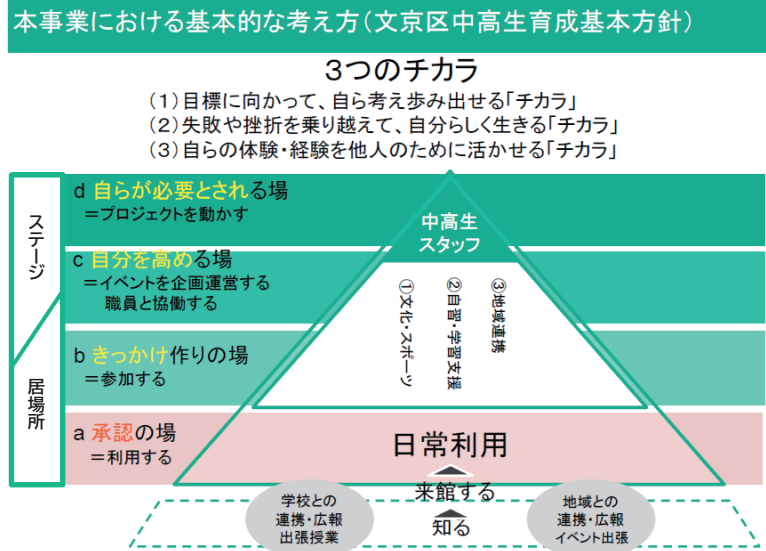 本事業における基本的な考え方(文京区中高生育成基本方針)
3つのチカラ
(1)目標に向かって、自ら考え歩み出せる「チカラ」
(2)失敗や挫折を乗り越えて、自分らしく生きる「チカラ」
(3)自らの体験・経験を他人のために活かせる「チカラ」
ステージ
居場所
d 自らが必要とされる場
=プロジェクトを動かす
c 自分を高める場
=イベントを企画運営する
職員と協働する
b きっかけ作りの場
=参加する
a 承認の場
=利用する
中高生
スタッフ
①文化・スポーツ
②自習・学習支援
③地域連携
日常利用
来館する
知る
学校との
連携・広報
出張授業
地域との
連携・広報
イベント出張